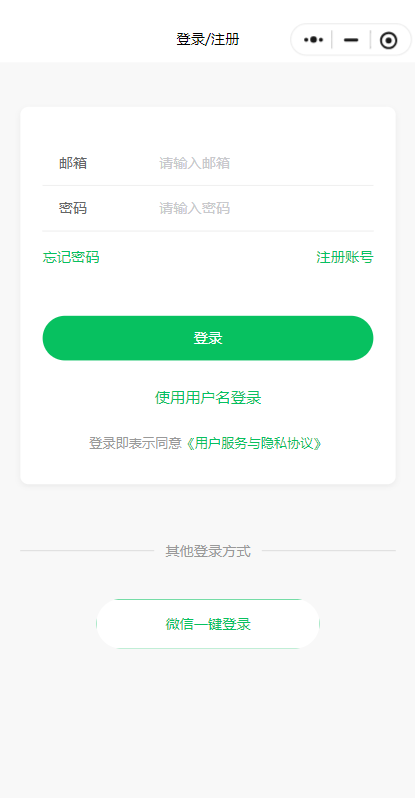 登录/注册
邮箱 请输入邮箱
密码 请输入密码
忘记密码 注册账号
登录
使用用户名登录
登录即表示同意《用户服务与隐私协议》
其他登录方式
微信一键登录